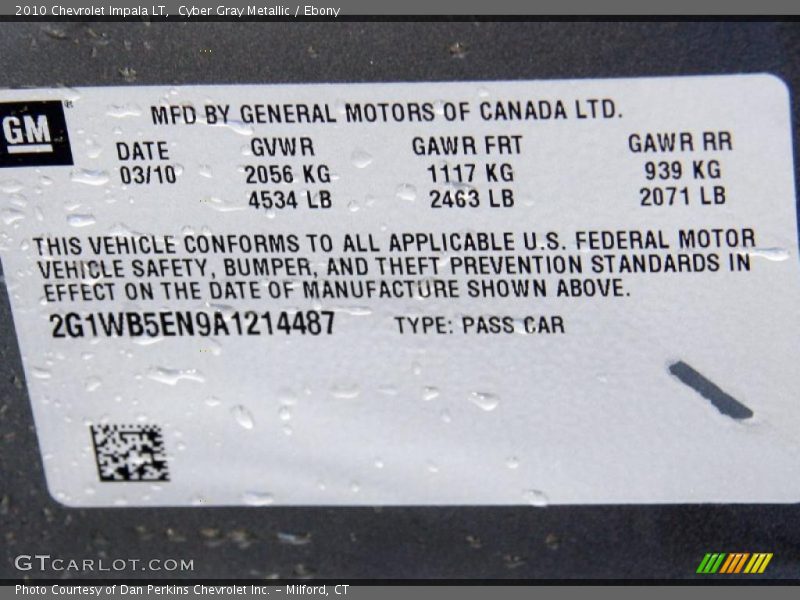 2010 Chevrolet Impala LT, Cyber Gray Metallic / Ebony
GM
MFD BY GENERAL MOTORS OF CANADA LTD.
DATE GVWR GAWR FRT GAWR RR
03/10 2056 KG 1117 KG 939 KG
4534 LB 2463 LB 2071 LB
THIS VEHICLE CONFORMS TO ALL APPLICABLE U.S. FEDERAL MOTOR
VEHICLE SAFETY, BUMPER, AND THEFT PREVENTION STANDARDS IN
EFFECT ON THE DATE OF MANUFACTURE SHOWN ABOVE.
2G1WB5EN9A1214487 TYPE: PASS CAR
GTCARLOT.COM
Photo Courtesy of Dan Perkins Chevrolet Inc. - Milford, CT